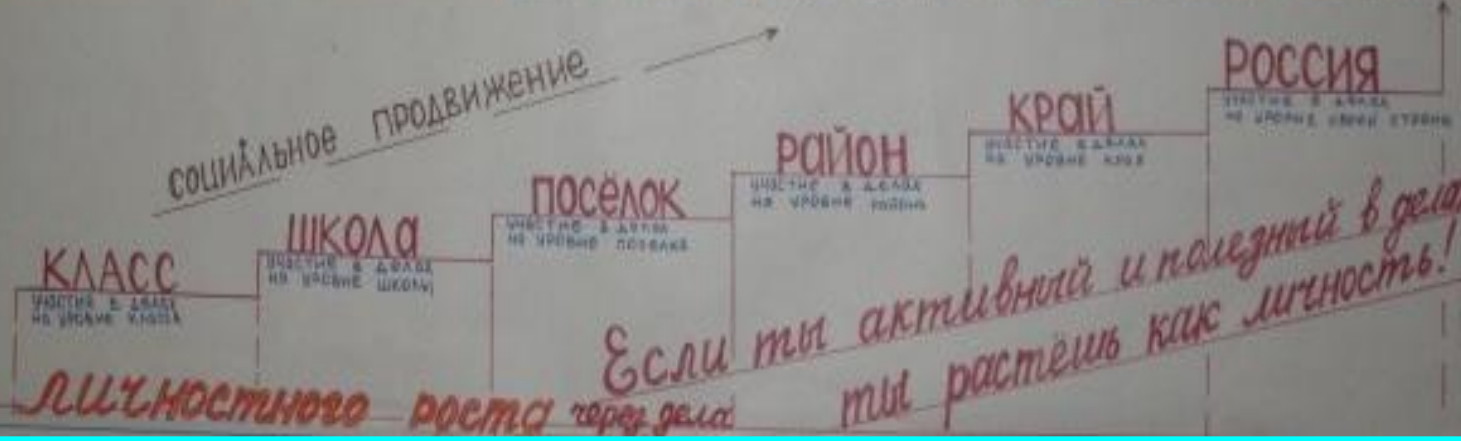 СОЦИАЛЬНОЕ ПРОДВИЖЕНИЕ
КЛАСС
УЧАСТИЕ В ДЕЛАХ
НА УРОВНЕ КЛАССА
ШКОЛА
УЧАСТИЕ В ДЕЛАХ
НА УРОВНЕ ШКОЛЫ
ПОСЁЛОК
УЧАСТИЕ В ДЕЛАХ
НА УРОВНЕ ПОСЁЛКА
РАЙОН
УЧАСТИЕ В ДЕЛАХ
НА УРОВНЕ РАЙОНА
КРАЙ
УЧАСТИЕ В ДЕЛАХ
НА УРОВНЕ КРАЯ
РОССИЯ
УЧАСТИЕ В ДЕЛАХ
НА УРОВНЕ СВОЕЙ СТРАНЫ
Если ты активный и полезный в дела
ты растёшь как личность!
личностного роста через дела